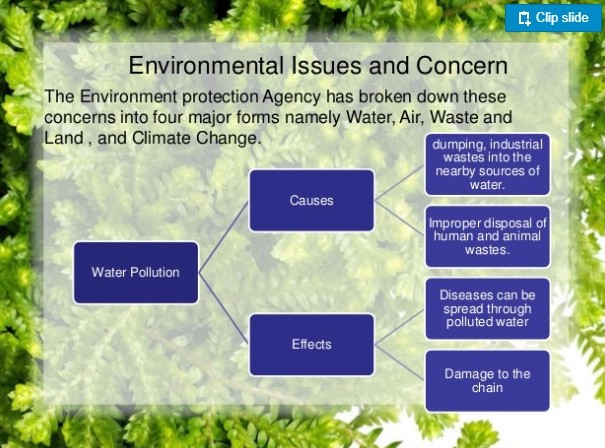 Clip slide
Environmental Issues and Concern
The Environment protection Agency has broken down these
concerns into four major forms namely Water, Air, Waste and
Land , and Climate Change.
Water Pollution
Causes
dumping, industrial
wastes into the
nearby sources of
water.
Improper disposal of
human and animal
wastes.
Effects
Diseases can be
spread through
polluted water
Damage to the
chain